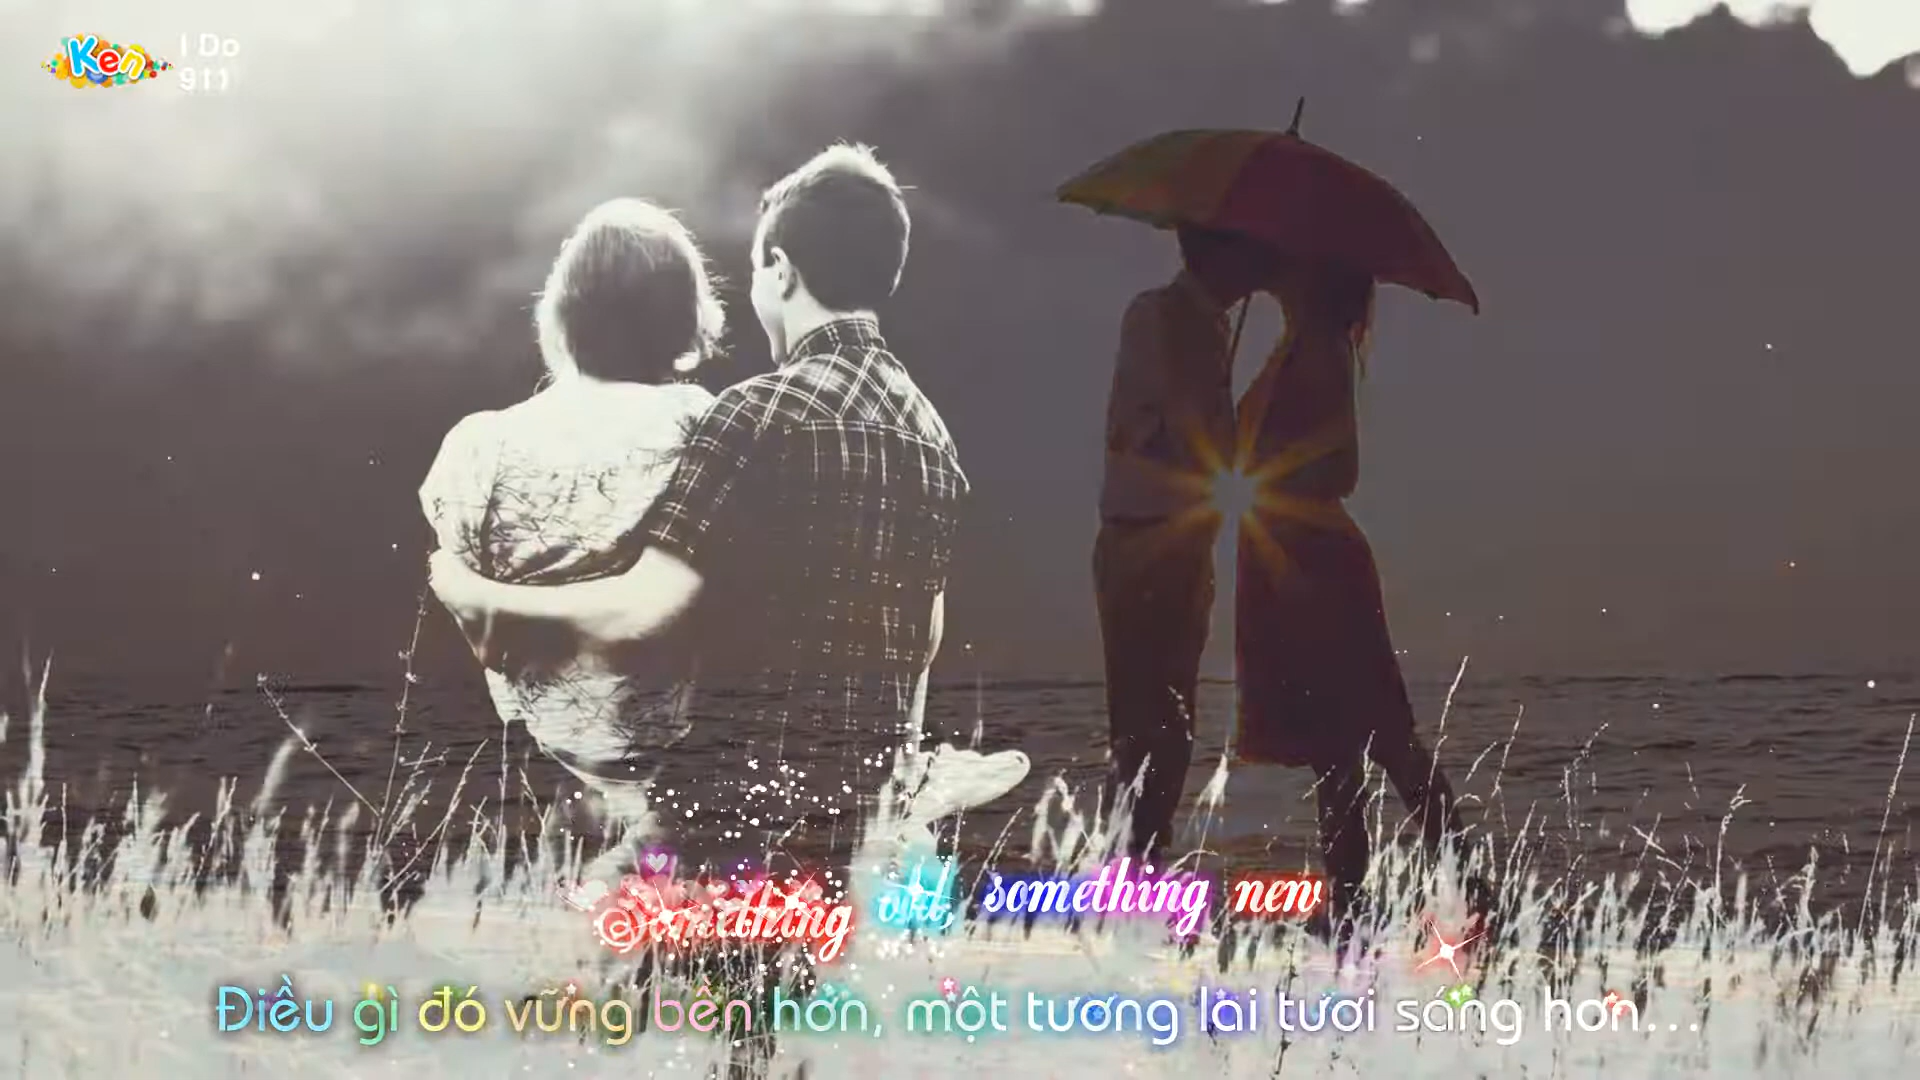 Ken
I Do
911
Something old, something new
Điều gì đó vững bền hơn, một tương lai tươi sáng hơn...